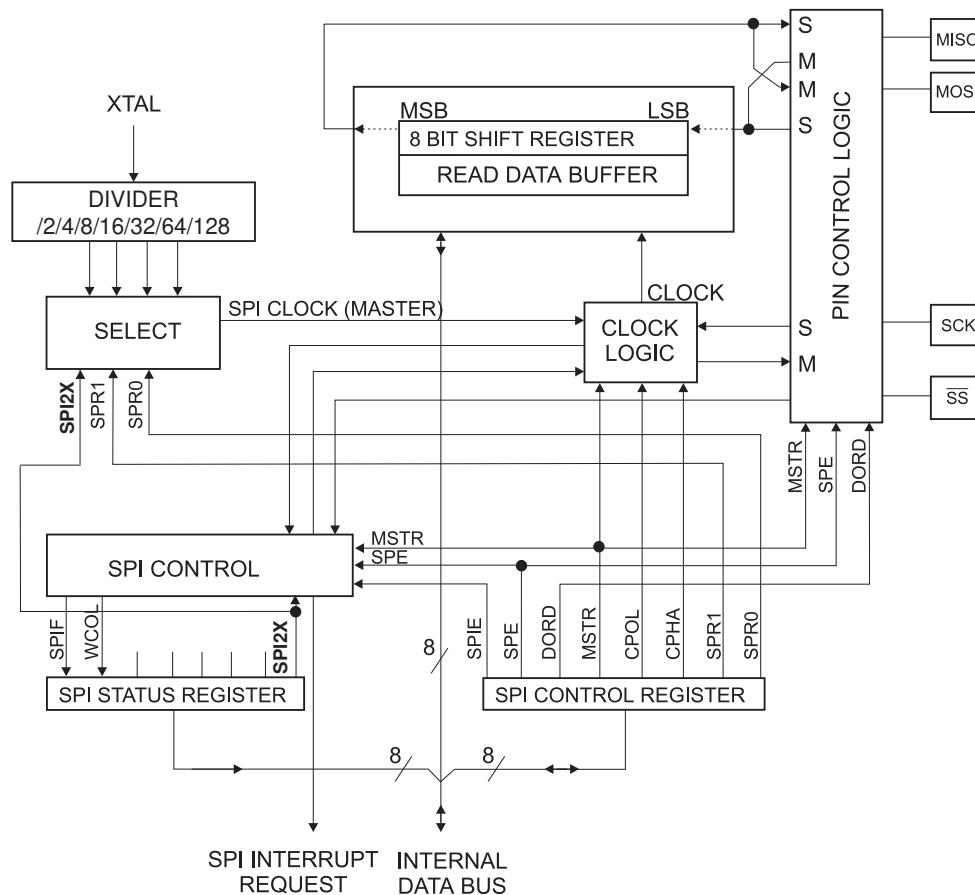 S
MISO
M
M
MOSI
XTAL
MSB
LSB
S
8 BIT SHIFT REGISTER
READ DATA BUFFER
DIVIDER
/2/4/8/16/32/64/128
PIN CONTROL LOGIC
CLOCK
SPI CLOCK (MASTER)
SELECT
CLOCK
LOGIC
S
SCK
M
SS
SPI2X
SPR1
SPR0
MSTR
SPE
DORD
MSTR
SPE
SPI CONTROL
SPIF
WCOL
SPI2X
SPIE
SPE
DORD
MSTR
CPOL
CPHA
SPR1
SPR0
8
SPI STATUS REGISTER
SPI CONTROL REGISTER
8
8
SPI INTERRUPT
REQUEST
INTERNAL
DATA BUS